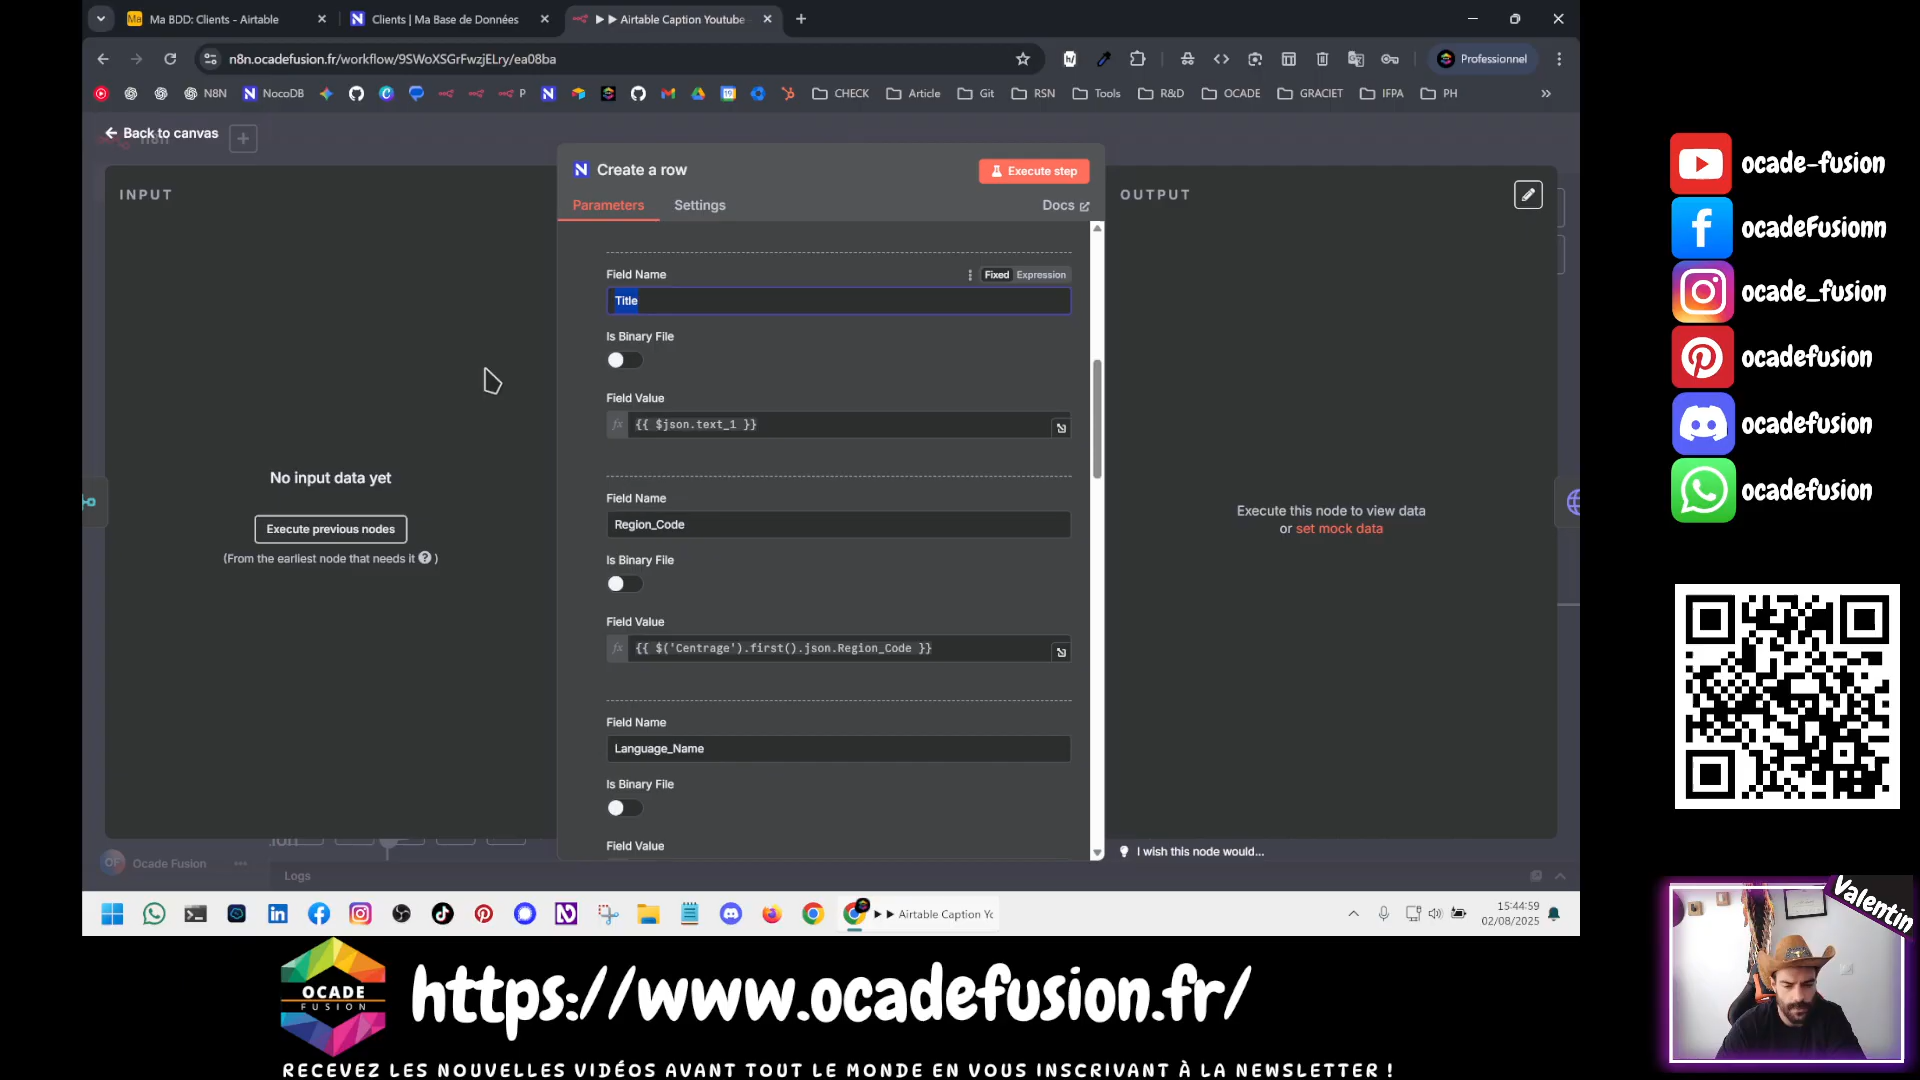 Ma BDD: Clients - Airtable
Clients | Ma Base de Données
▶ ▶ Airtable Caption Youtube
n8n.ocadefusion.fr/workflow/9SWoXSGrFwzjELry/ea08ba
Professionnel
N8N
NocoDB
P
CHECK
Article
Git
RSN
Tools
R&D
OCADE
GRACIET
IFPA
PH
Back to canvas
Create a row
Execute step
Parameters
Settings
Docs
INPUT
No input data yet
Execute previous nodes
(From the earliest node that needs it ? )
Field Name
Fixed
Expression
Title
Is Binary File
Field Value
fx {{ $json.text_1 }}
Field Name
Region_Code
Is Binary File
Field Value
fx {{ $('Centrage').first().json.Region_Code }}
Field Name
Language_Name
Is Binary File
Field Value
OUTPUT
Execute this node to view data
or set mock data
I wish this node would...
OF
Ocade Fusion
Logs
▶ ▶ Airtable Caption Yo
15:44:59
02/08/2025
ocade-fusion
ocadeFusionn
ocade_fusion
ocadefusion
ocadefusion
ocadefusion
Valentin
OCADE
FUSION
https://www.ocadefusion.fr/
RECEVEZ LES NOUVELLES VIDÉOS AVANT TOUT LE MONDE EN VOUS INSCRIVANT À LA NEWSLETTER !